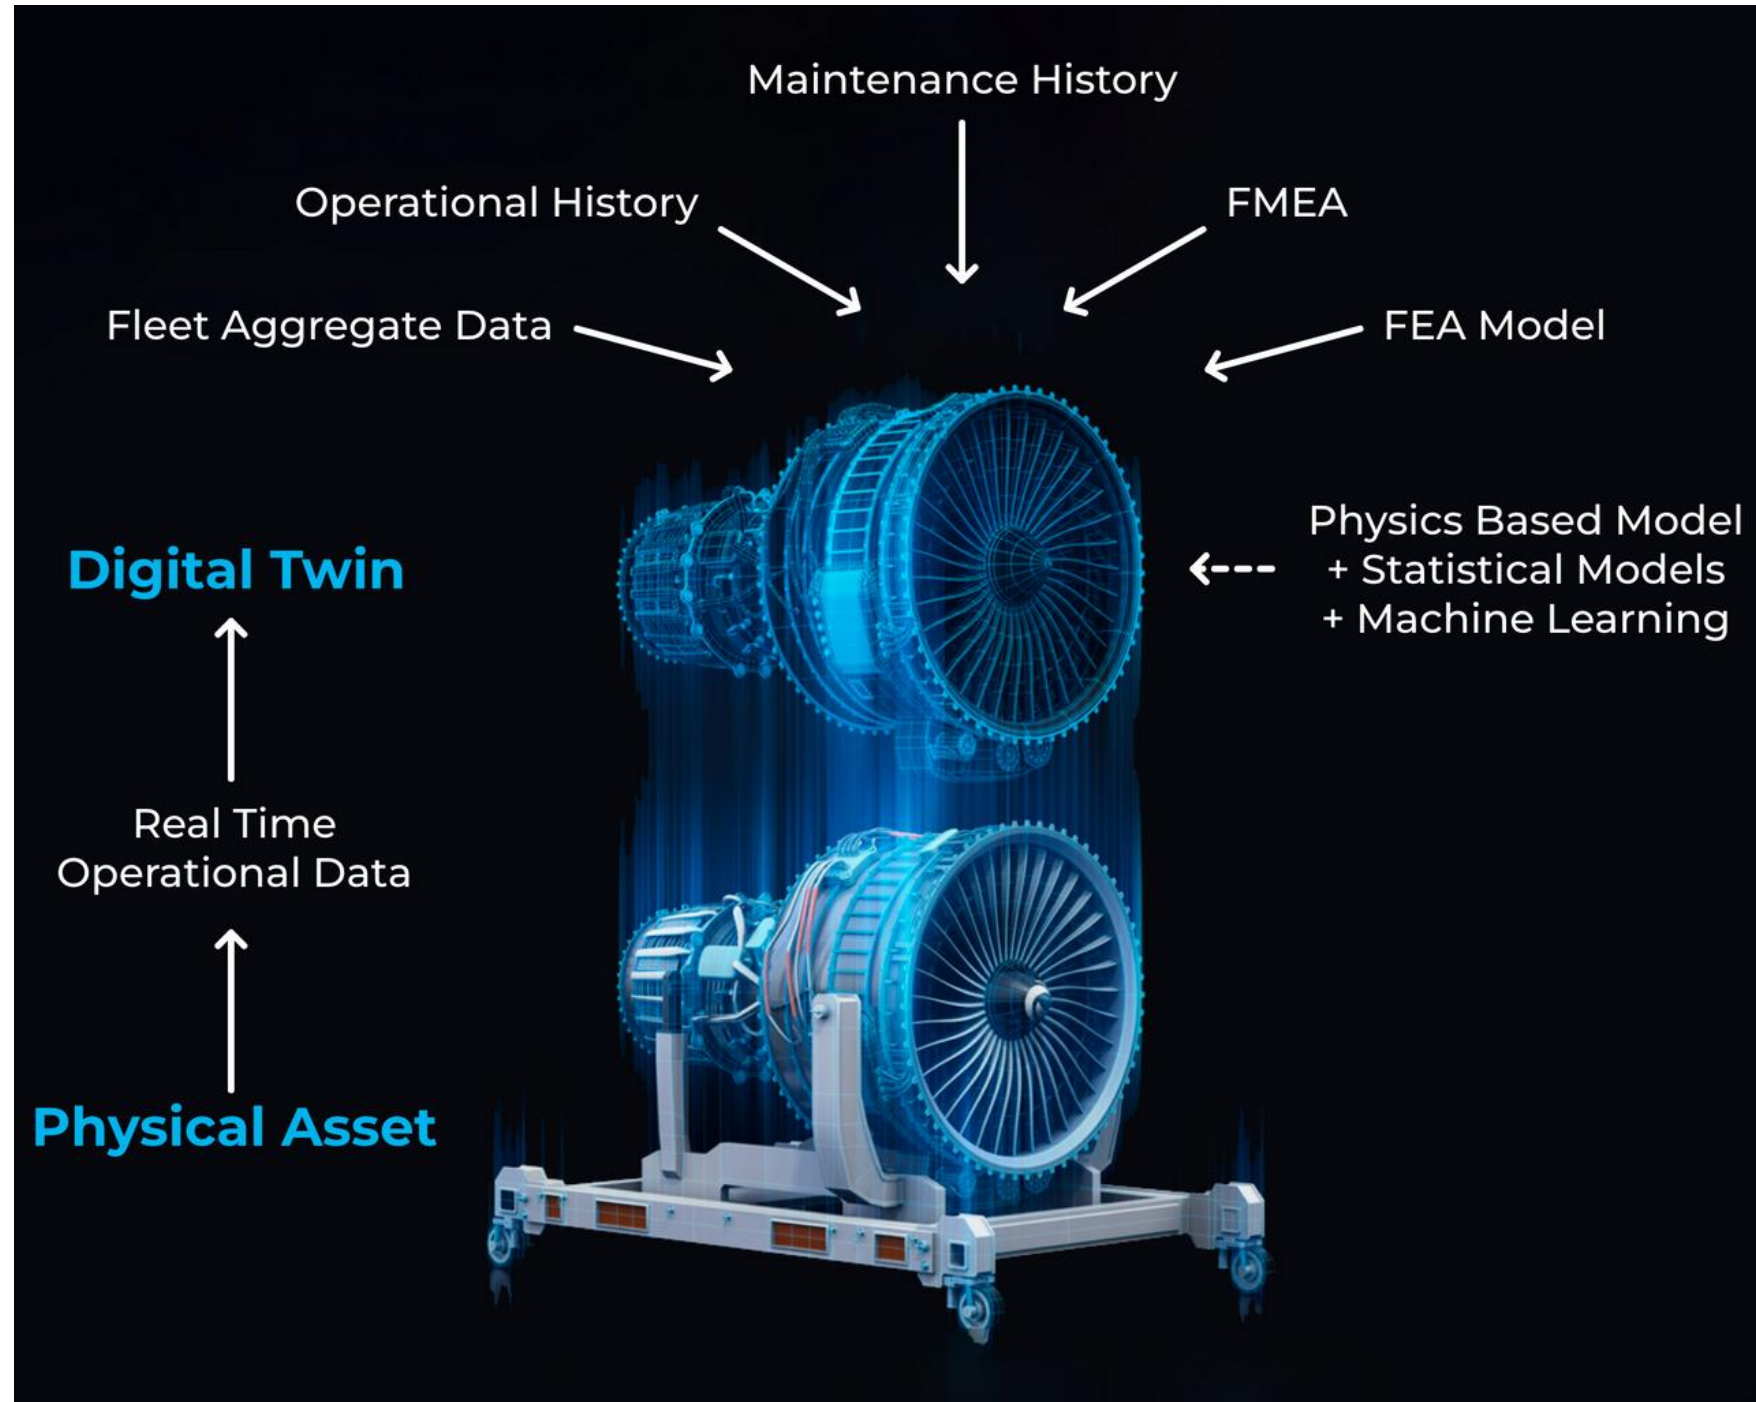 Maintenance History
Operational History
FMEA
Fleet Aggregate Data
FEA Model
Physics Based Model
+ Statistical Models
+ Machine Learning
Digital Twin
Real Time
Operational Data
Physical Asset